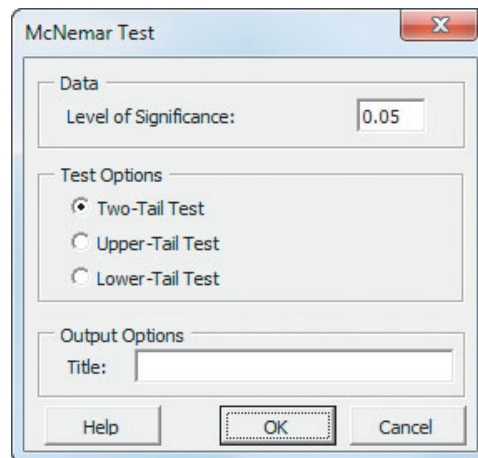 McNemar Test
Data
Level of Significance: 0.05
Test Options
Two-Tail Test
Upper-Tail Test
Lower-Tail Test
Output Options
Title:
Help OK Cancel